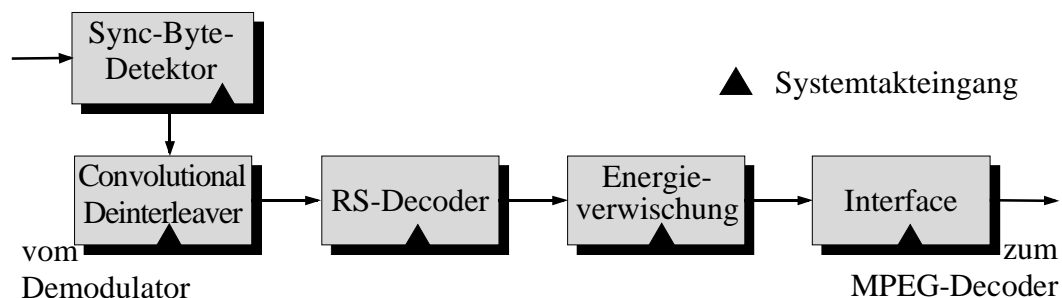 Sync-Byte-
Detektor
Systemtakteingang
Convolutional
Deinterleaver
RS-Decoder
Energie-
verwischung
Interface
vom
Demodulator
zum
MPEG-Decoder